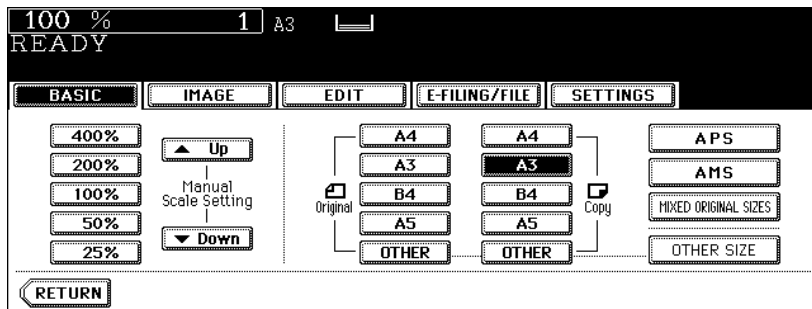 100 % 1 A3
READY
BASIC IMAGE EDIT E-FILING/FILE SETTINGS
400% Up A4 A4 APS
200% A3 A3 AMS
100% Manual Scale Setting Original B4 B4 Copy MIXED ORIGINAL SIZES
50% Down A5 A5
25% OTHER OTHER OTHER SIZE
RETURN